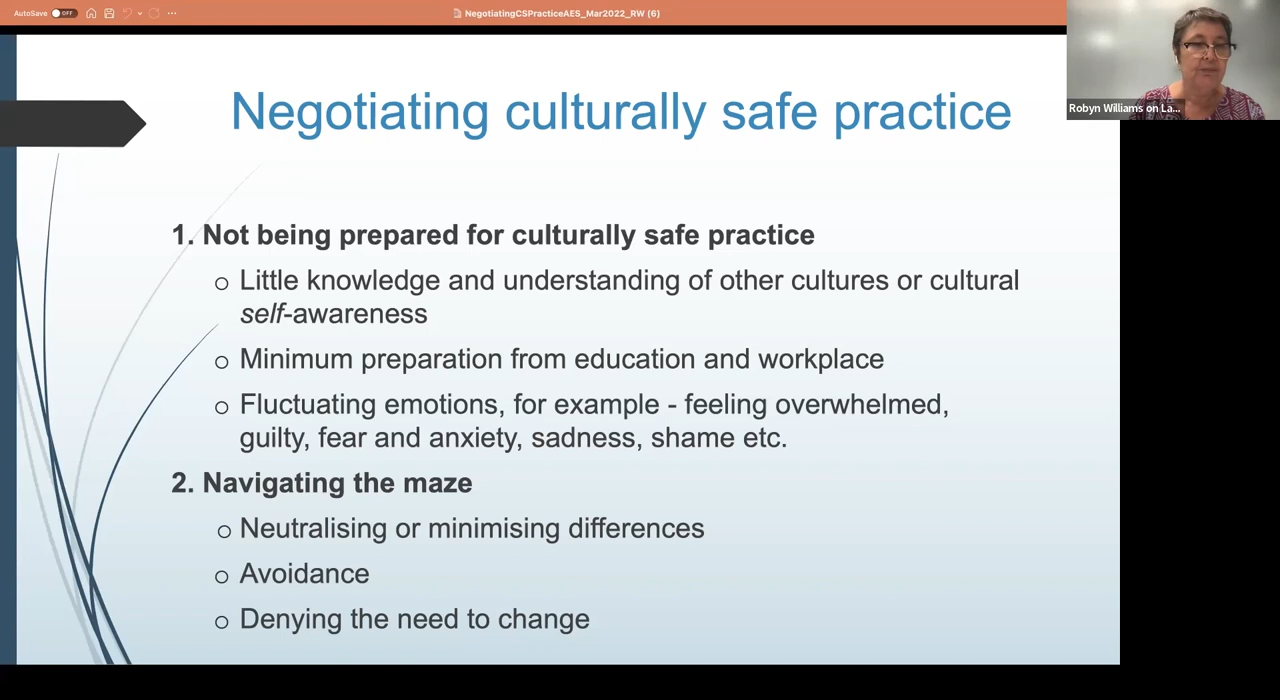 AutoSave OFF
NegotiatingCSPracticeAES_Mar2022_RW (6)
Robyn Williams on La...
Negotiating culturally safe practice
1. Not being prepared for culturally safe practice
o Little knowledge and understanding of other cultures or cultural
self-awareness
o Minimum preparation from education and workplace
o Fluctuating emotions, for example - feeling overwhelmed,
guilty, fear and anxiety, sadness, shame etc.
2. Navigating the maze
o Neutralising or minimising differences
o Avoidance
o Denying the need to change